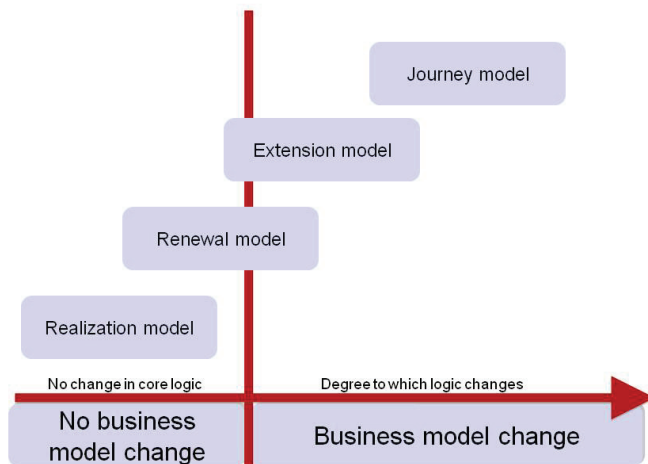 Journey model
Extension model
Renewal model
Realization model
No change in core logic
Degree to which logic changes
No business
model change
Business model change